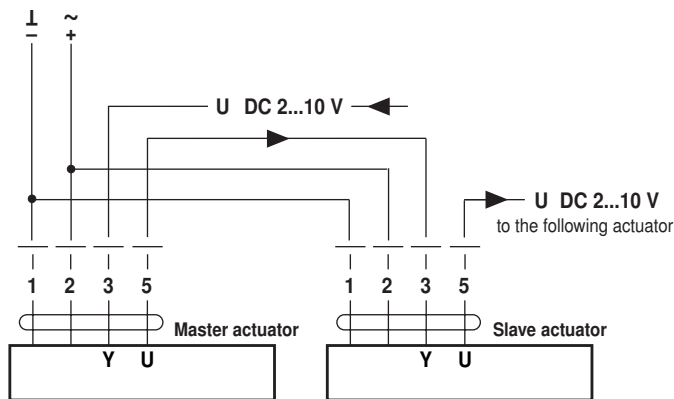 ⊥ ~
– +
U DC 2...10 V
U DC 2...10 V
to the following actuator
1 2 3 5
1 2 3 5
Master actuator
Slave actuator
Y U
Y U